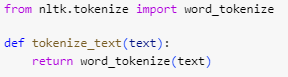 from nltk.tokenize import word_tokenize
def tokenize_text(text):
    return word_tokenize(text)